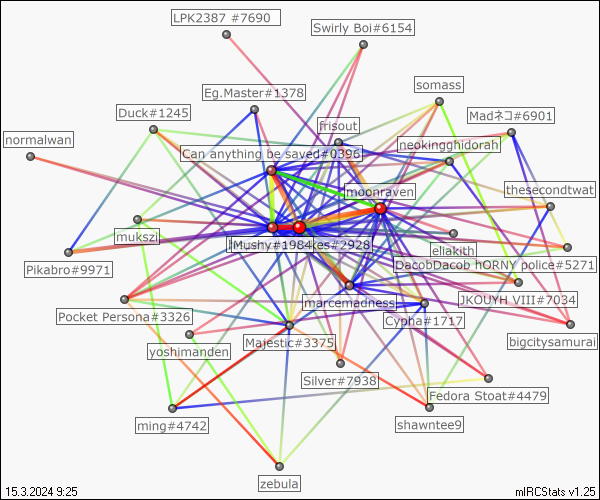 LPK2387 #7690
Swirly Boi#6154
somass
Eg.Master#1378
Duck#1245
Madネコ#6901
frisout
normalwan
neokingghidorah
Can anything be saved#0396
moonraven
thesecondtwat
mukszi
Mushy#1984
kes#2928
eliakith
Pikabro#9971
DacobDacob hORNY police#5271
marcemadness
JKOUYH VIII#7034
Pocket Persona#3326
Cypha#1717
Majestic#3375
bigcitysamurai
yoshimanden
Silver#7938
Fedora Stoat#4479
ming#4742
shawntee9
zebula
15.3.2024 9:25
mIRCStats v1.25